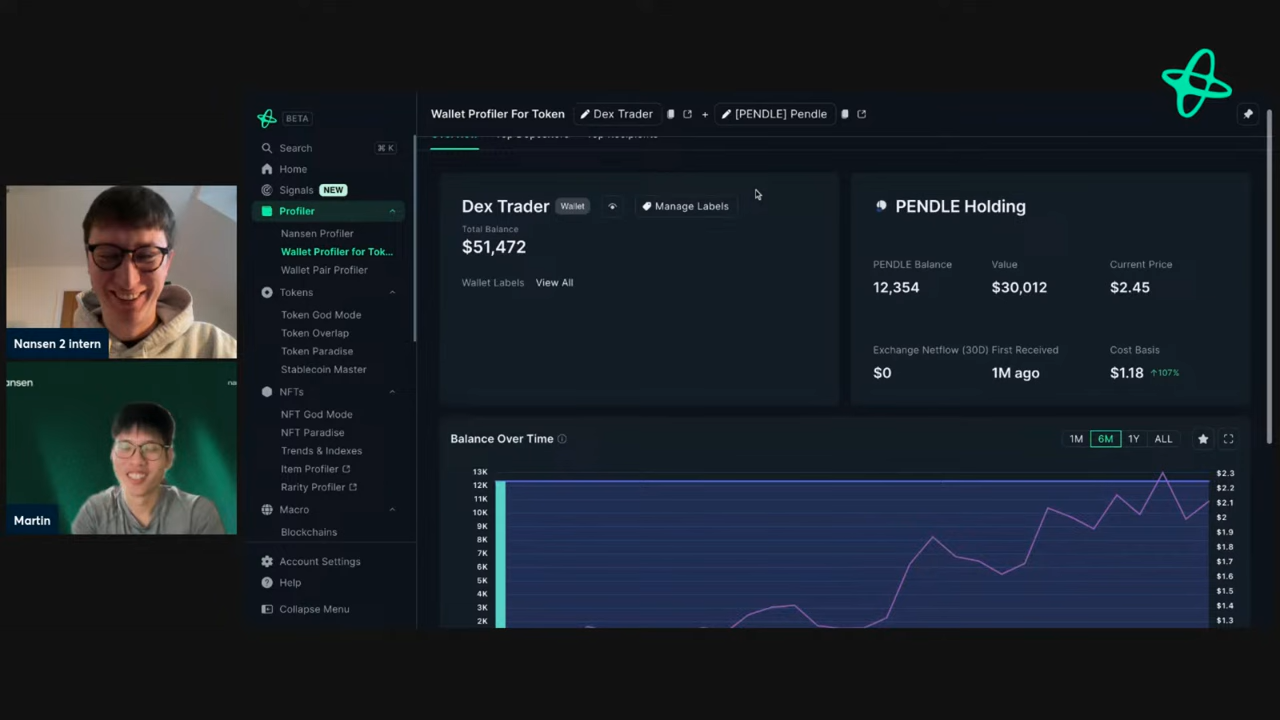 Nansen 2 intern
ansen
na
Martin
BETA
Search
⌘ K
Home
Signals NEW
Profiler
Nansen Profiler
Wallet Profiler for Tok...
Wallet Pair Profiler
Tokens
Token God Mode
Token Overlap
Token Paradise
Stablecoin Master
NFTs
NFT God Mode
NFT Paradise
Trends & Indexes
Item Profiler
Rarity Profiler
Macro
Blockchains
Account Settings
Help
Collapse Menu
Wallet Profiler For Token Dex Trader + [PENDLE] Pendle
Dex Trader Wallet Manage Labels
Total Balance
$51,472
Wallet Labels View All
PENDLE Holding
PENDLE Balance Value Current Price
12,354 $30,012 $2.45
Exchange Netflow (30D) First Received Cost Basis
$0 1M ago $1.18 ↑107%
Balance Over Time
1M 6M 1Y ALL
13K
12K
11K
10K
9K
8K
7K
6K
5K
4K
3K
2K
$2.3
$2.2
$2.1
$2
$1.9
$1.8
$1.7
$1.6
$1.5
$1.4
$1.3